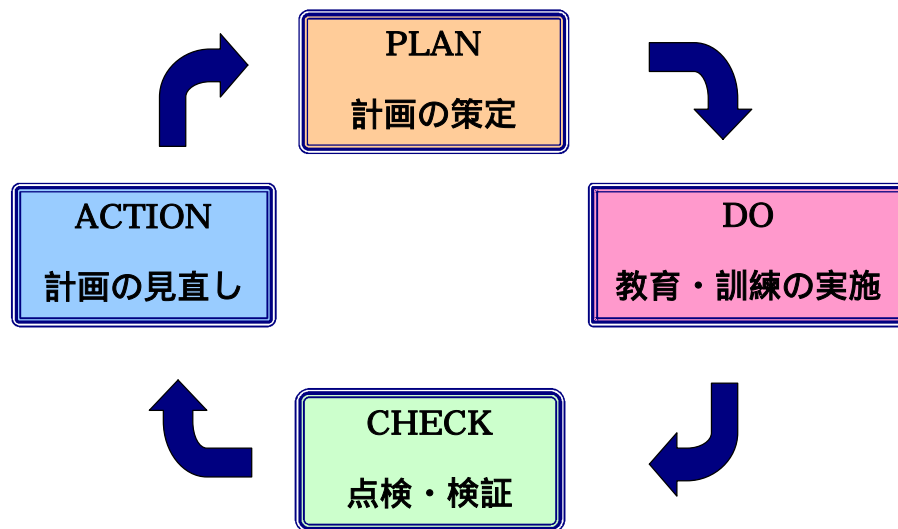 PLAN
計画の策定
ACTION
計画の見直し
DO
教育・訓練の実施
CHECK
点検・検証